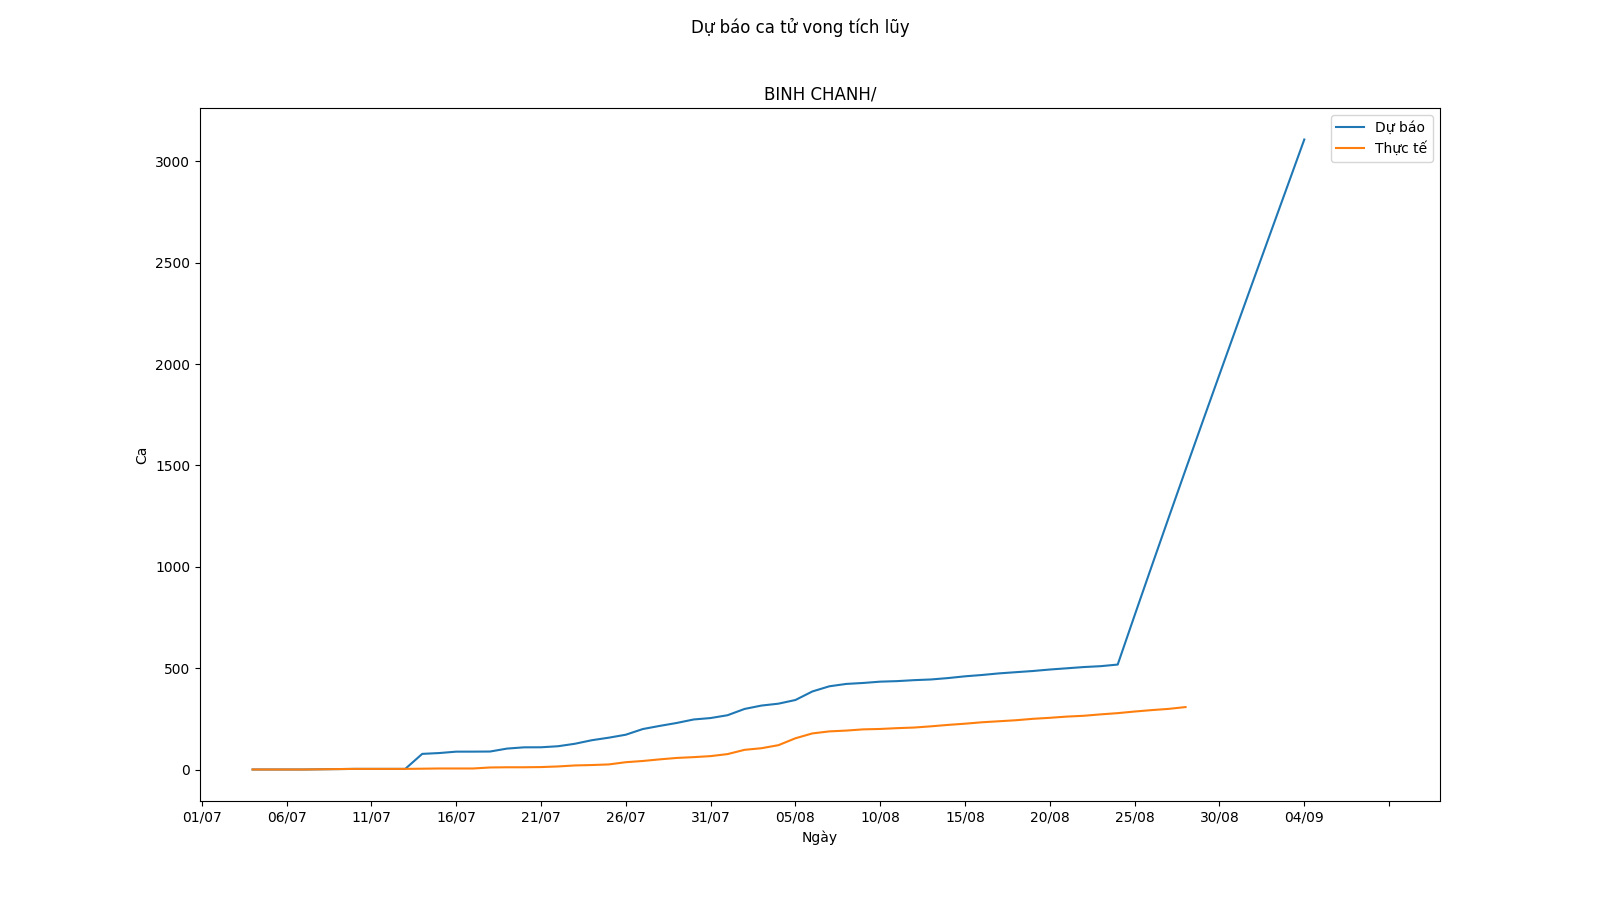 Dự báo ca tử vong tích lũy
BINH CHANH/
Dự báo
Thực tế
3000
2500
2000
1500
1000
500
0
Ca
01/07 06/07 11/07 16/07 21/07 26/07 31/07 05/08 10/08 15/08 20/08 25/08 30/08 04/09
Ngày